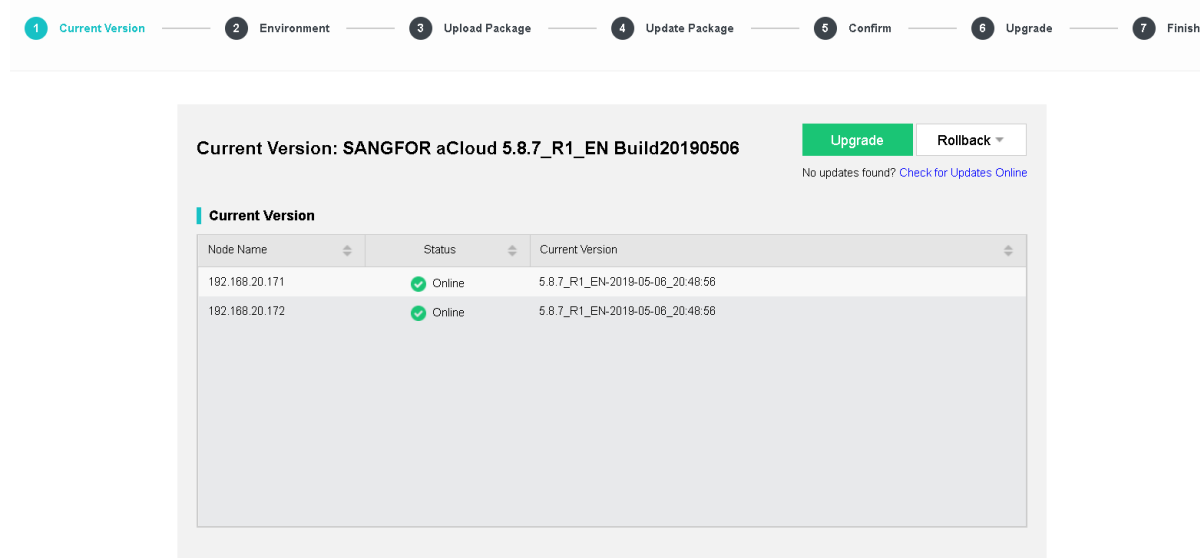 1 Current Version 2 Environment 3 Upload Package 4 Update Package 5 Confirm 6 Upgrade 7 Finish
Current Version: SANGFOR aCloud 5.8.7_R1_EN Build20190506
Upgrade Rollback
No updates found? Check for Updates Online
Current Version
Node Name Status Current Version
192.168.20.171 Online 5.8.7_R1_EN-2019-05-06_20:48:56
192.168.20.172 Online 5.8.7_R1_EN-2019-05-06_20:48:56